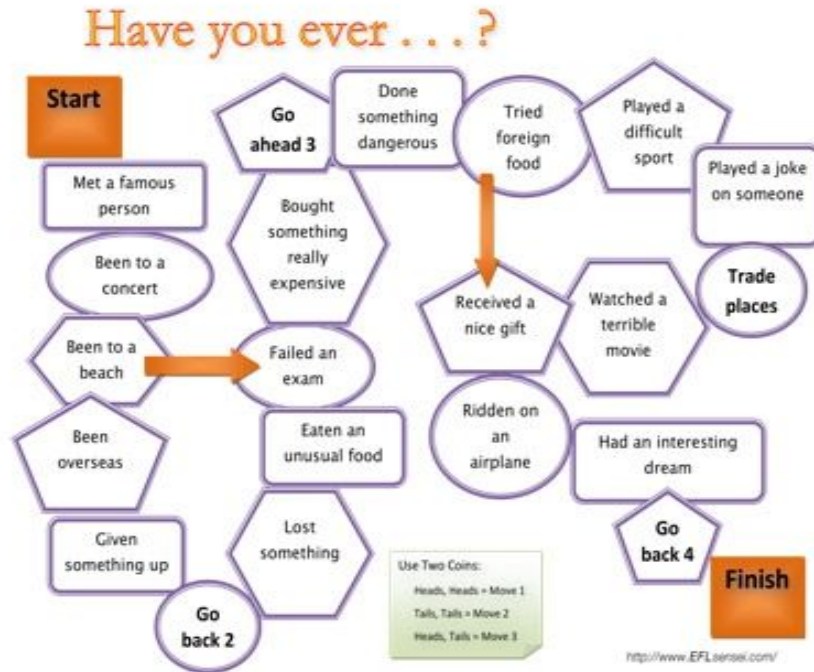 Have you ever . . . ?
Start
Met a famous
person
Been to a
concert
Been to a
beach
Been
overseas
Given
something up
Go
back 2
Lost
something
Eaten an
unusual food
Failed an
exam
Bought
something
really
expensive
Go
ahead 3
Done
something
dangerous
Tried
foreign
food
Played a
difficult
sport
Played a joke
on someone
Trade
places
Watched a
terrible
movie
Received a
nice gift
Ridden on
an
airplane
Had an interesting
dream
Go
back 4
Finish
Use Two Coins:
Heads, Heads = Move 1
Tails, Tails = Move 2
Heads, Tails = Move 3
http://www.EFLsensei.com/